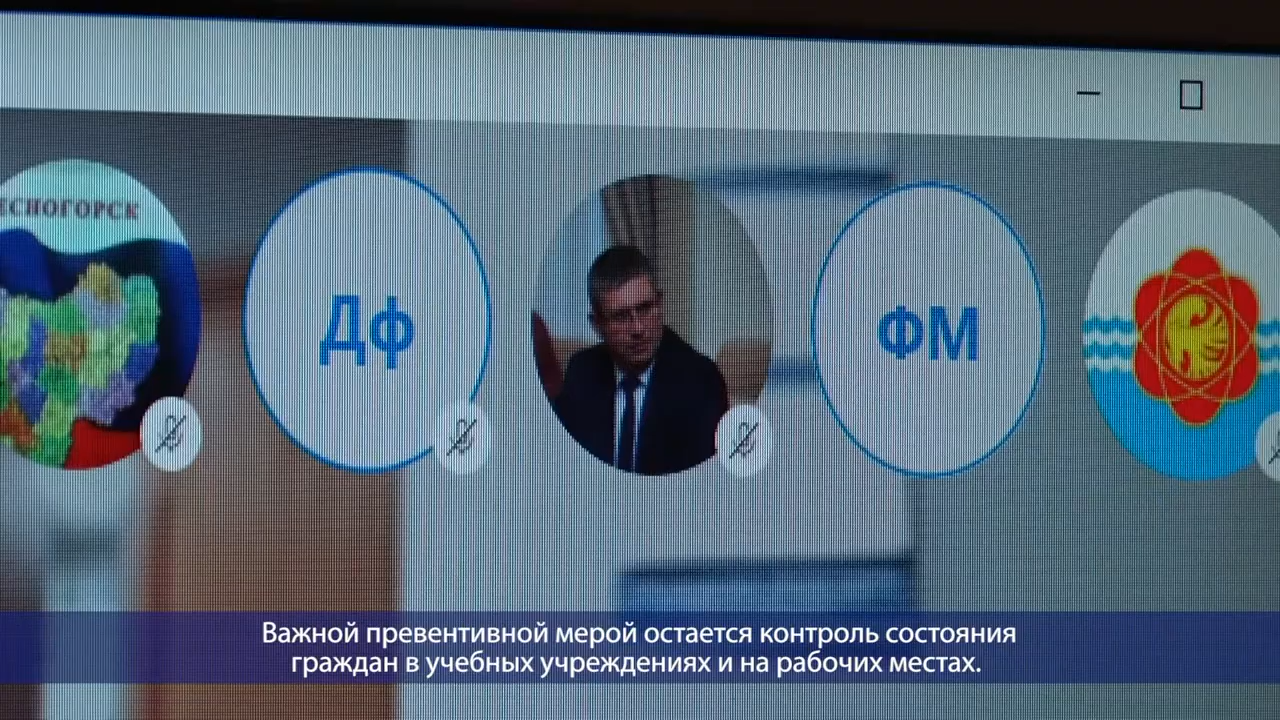 ЕСНОГОРСК
Дф
ФМ
Важной превентивной мерой остается контроль состояния
граждан в учебных учреждениях и на рабочих местах.